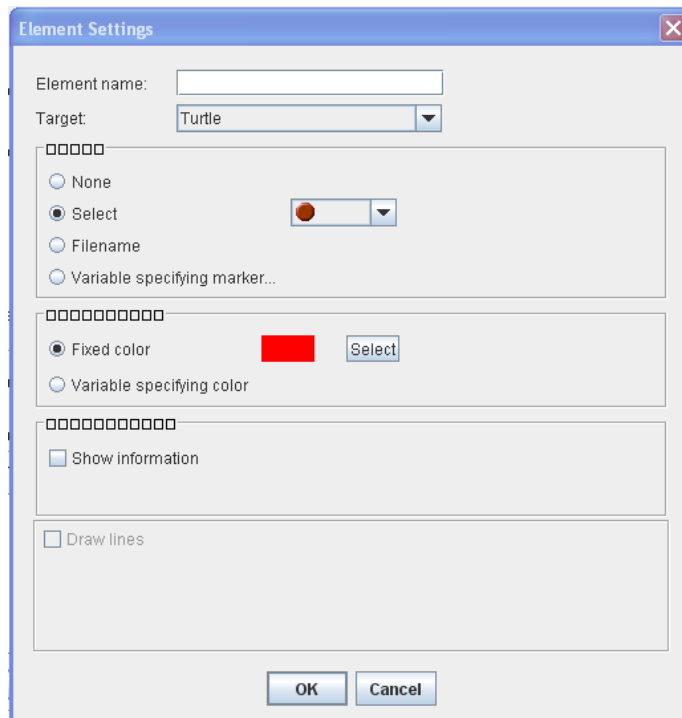 Element Settings
Element name:
Target: Turtle
None
Select
Filename
Variable specifying marker...
Fixed color Select
Variable specifying color
Show information
Draw lines
OK Cancel